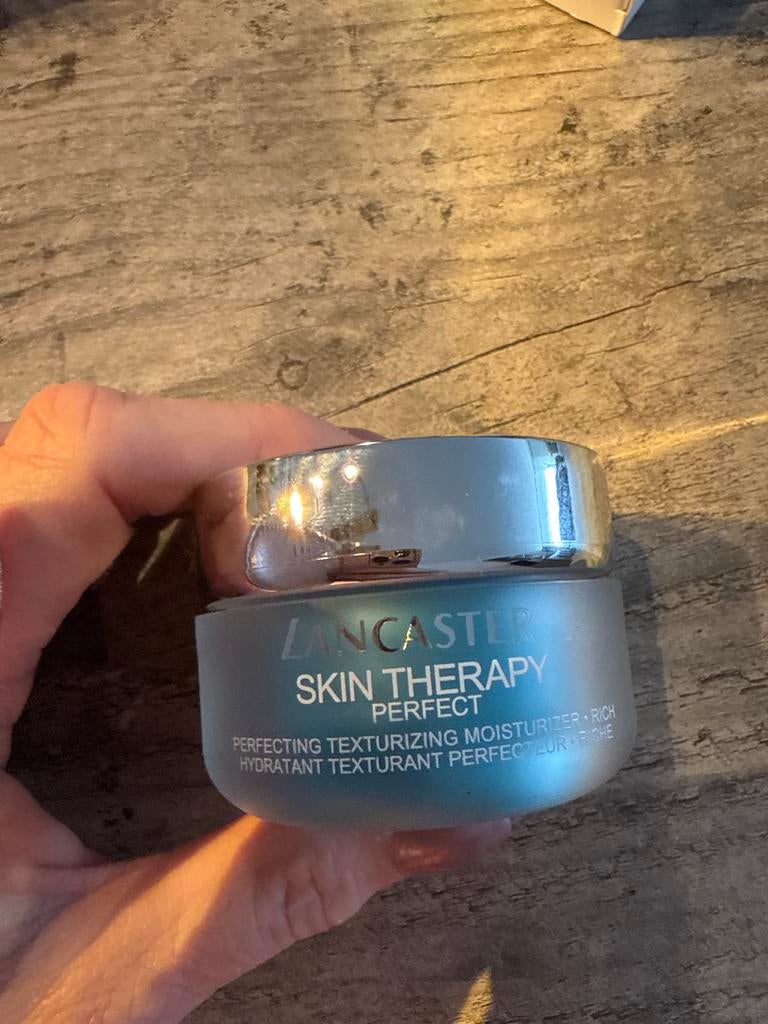 LANCASTER
SKIN THERAPY
PERFECT
PERFECTING TEXTURIZING MOISTURIZER • RICH
HYDRATANT TEXTURANT PERFECTEUR • RICHE